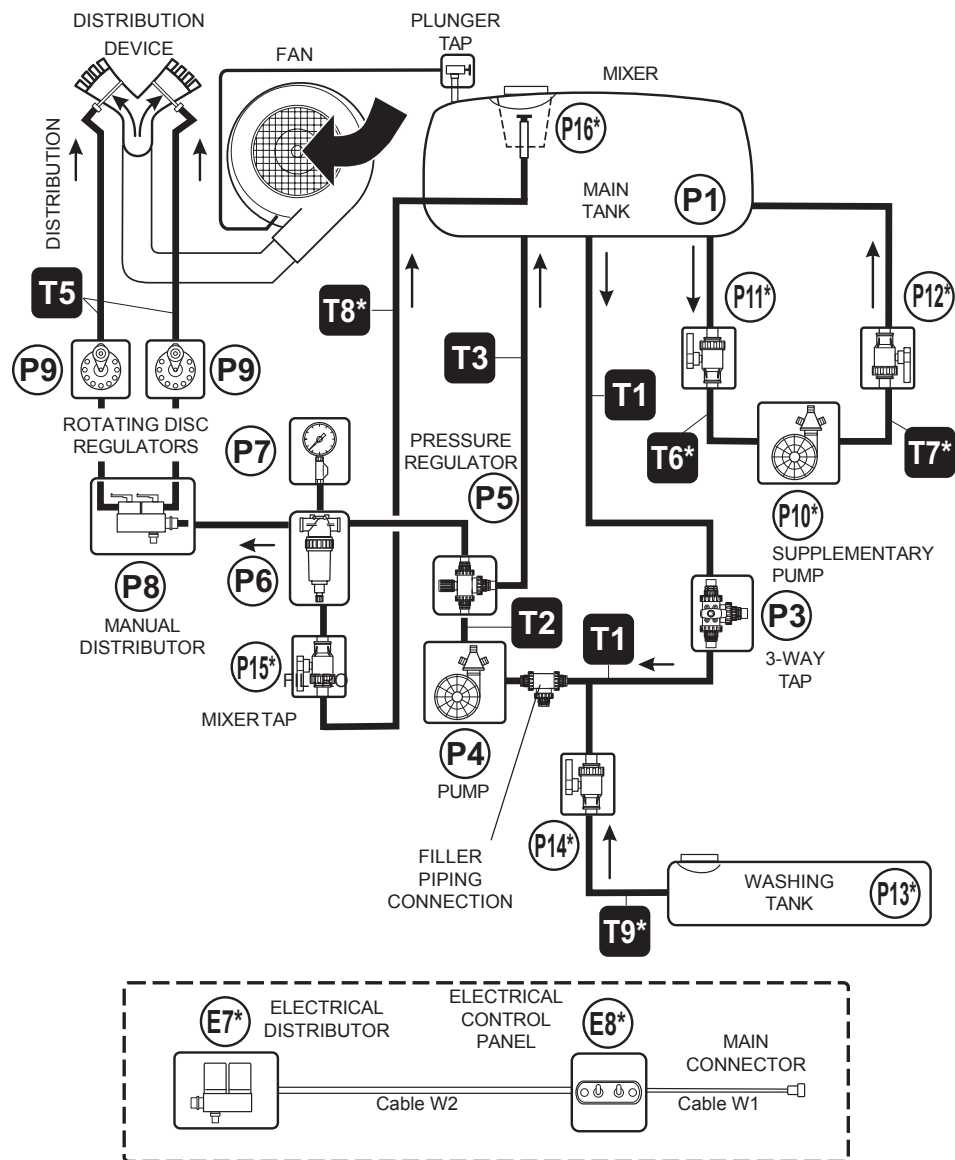 DISTRIBUTION
DEVICE
FAN
PLUNGER
TAP
MIXER
P16*
MAIN
TANK
P1
DISTRIBUTION
T5
T8*
T3
T1
P11*
P12*
P9
P9
ROTATING DISC
REGULATORS
P7
PRESSURE
REGULATOR
P5
T6*
T7*
P10*
SUPPLEMENTARY
PUMP
P8
MANUAL
DISTRIBUTOR
P6
T2
T1
P3
3-WAY
TAP
P15*
MIXER TAP
P4
PUMP
P14*
FILLER
PIPING
CONNECTION
WASHING
TANK
P13*
T9*
E7*
ELECTRICAL
DISTRIBUTOR
ELECTRICAL
CONTROL
PANEL
E8*
MAIN
CONNECTOR
Cable W2
Cable W1